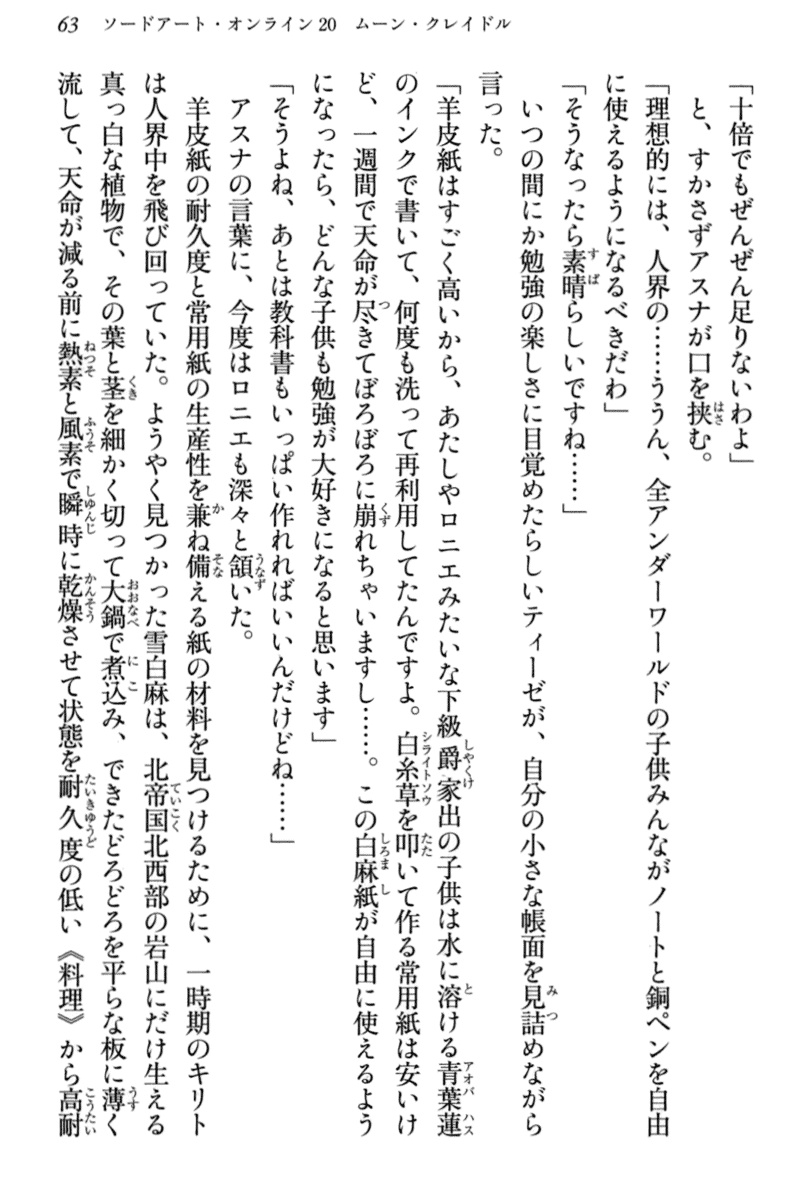 63　ソードアート・オンライン20　ムーン・クレイドル
「十倍でもぜんぜん足りないわよ」
　と、すかさずアスナが口を挟む。
「理想的には、人界の……ううん、全アンダーワールドの子供みんながノートと銅ペンを自由
に使えるようになるべきだわ」
「そうなったら素晴らしいですね……」
　いつの間にか勉強の楽しさに目覚めたらしいティーゼが、自分の小さな帳面を見詰めながら
言った。
「羊皮紙はすごく高いから、あたしやロニエみたいな下級爵家出の子供は水に溶ける青葉蓮
のインクで書いて、何度も洗って再利用してたんですよ。白糸草を叩いて作る常用紙は安いけ
ど、一週間で天命が尽きてぼろぼろに崩れちゃいますし……。この白麻紙が自由に使えるよう
になったら、どんな子供も勉強が大好きになると思います」
「そうよね、あとは教科書もいっぱい作れればいいんだけどね……」
　アスナの言葉に、今度はロニエも深々と頷いた。
　羊皮紙の耐久度と常用紙の生産性を兼ね備える紙の材料を見つけるために、一時期のキリト
は人界中を飛び回っていた。ようやく見つかった雪白麻は、北帝国北西部の岩山にだけ生える
真っ白な植物で、その葉と茎を細かく切って大鍋で煮込み、できたどろどろを平らな板に薄く
流して、天命が減る前に熱素と風素で瞬時に乾燥させて状態を耐久度の低い《料理》から高耐